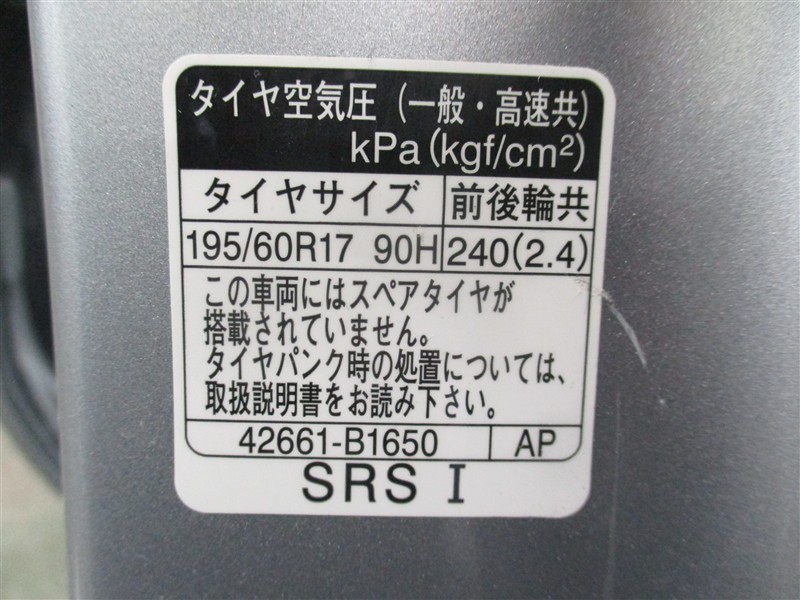 タイヤ空気圧（一般・高速共）
kPa(kgf/cm²)
タイヤサイズ 前後輪共
195/60R17 90H 240(2.4)
この車両にはスペアタイヤが
搭載されていません。
タイヤパンク時の処置については、
取扱説明書をお読み下さい。
42661-B1650 AP
SRS I